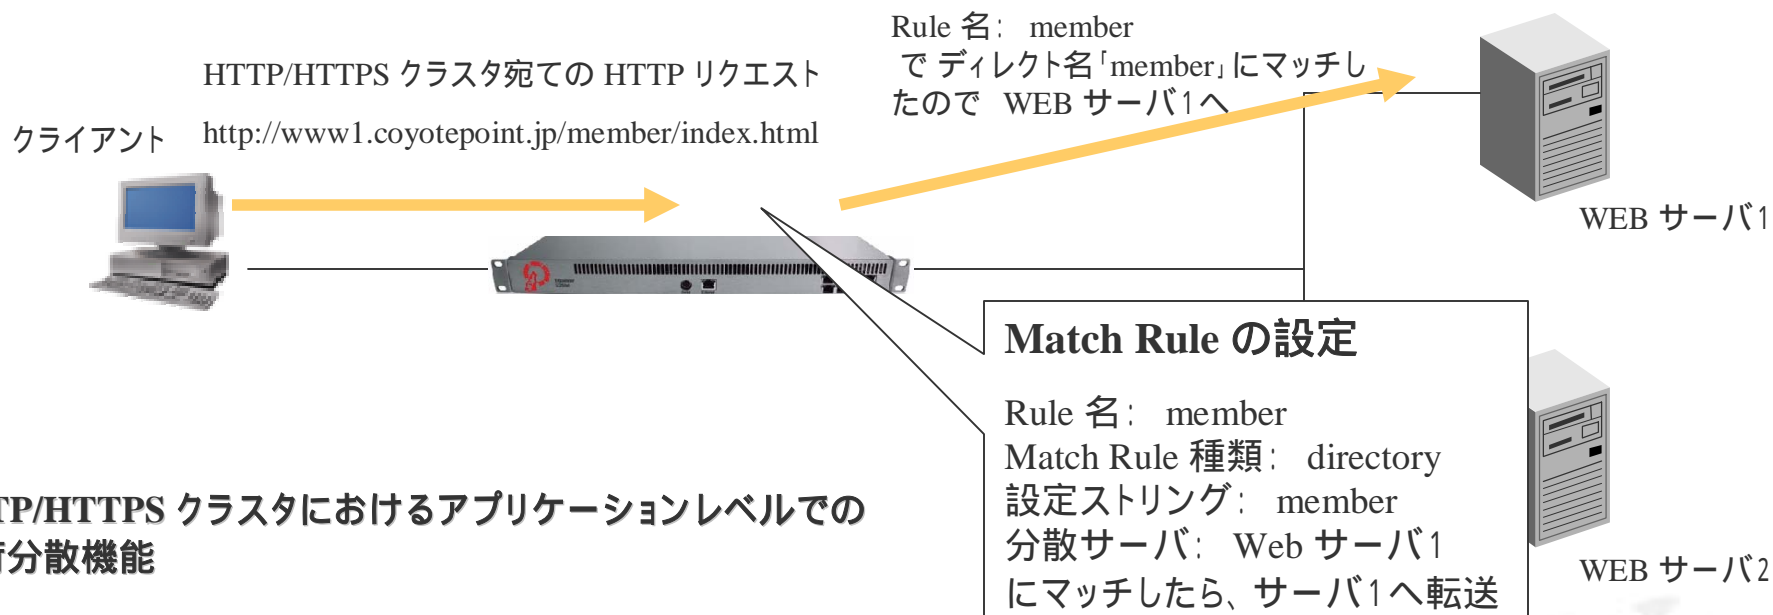 Rule 名： member
で ディレクト名「member」にマッチし
たので WEB サーバ1へ
HTTP/HTTPS クラスタ宛ての HTTP リクエスト
http://www1.coyotepoint.jp/member/index.html
クライアント
WEB サーバ1
Match Rule の設定
Rule 名： member
Match Rule 種類： directory
設定ストリング： member
分散サーバ： Web サーバ1
にマッチしたら、サーバ1へ転送
TP/HTTPS クラスタにおけるアプリケーションレベルでの
分散機能
WEB サーバ2